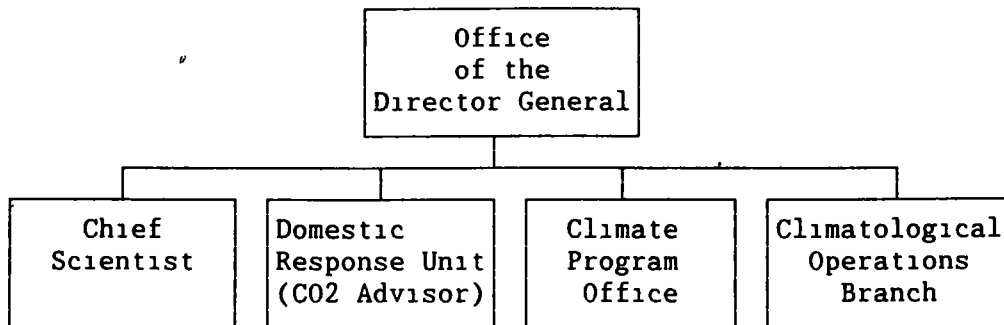 Office
of the
Director General
Chief
Scientist
Domestic
Response Unit
(CO2 Advisor)
Climate
Program
Office
Climatological
Operations
Branch